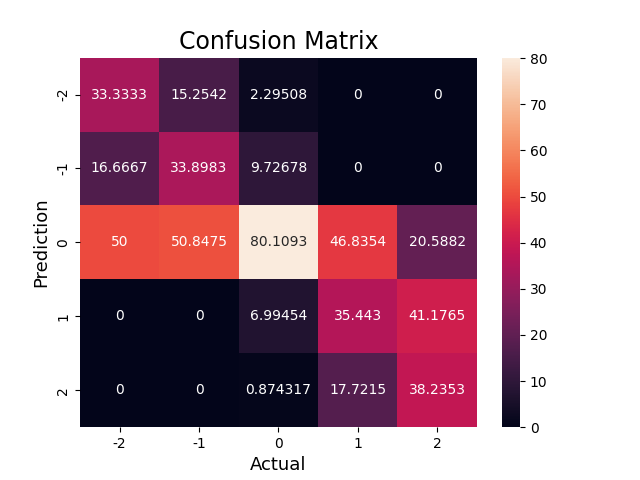 Confusion Matrix
80
-2 33.3333 15.2542 2.29508 0 0
70
-1 16.6667 33.8983 9.72678 0 0
60
50
Prediction
0 50 50.8475 80.1093 46.8354 20.5882
40
30
1 0 0 6.99454 35.443 41.1765
20
2 0 0 0.874317 17.7215 38.2353
10
0
-2 -1 0 1 2
Actual